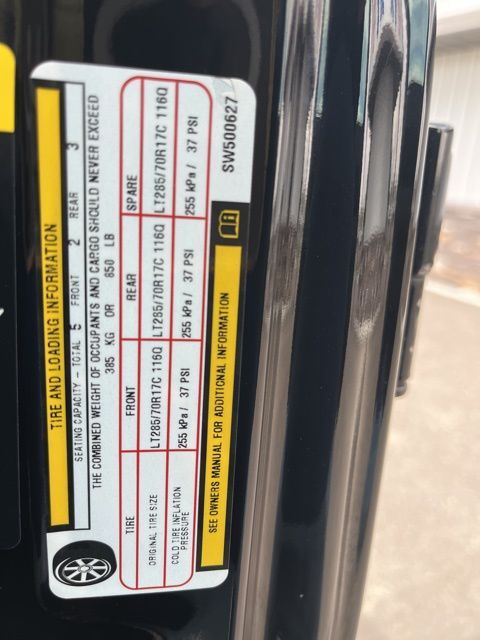 TIRE AND LOADING INFORMATION
SEATING CAPACITY - TOTAL 5 FRONT 2 REAR 3
THE COMBINED WEIGHT OF OCCUPANTS AND CARGO SHOULD NEVER EXCEED
385 KG OR 850 LB
TIRE FRONT REAR SPARE
ORIGINAL TIRE SIZE LT285/70R17C 116Q LT285/70R17C 116Q LT285/70R17C 116Q
COLD TIRE INFLATION PRESSURE 255 kPa / 37 PSI 255 kPa / 37 PSI 255 kPa / 37 PSI
SEE OWNERS MANUAL FOR ADDITIONAL INFORMATION
SW500627